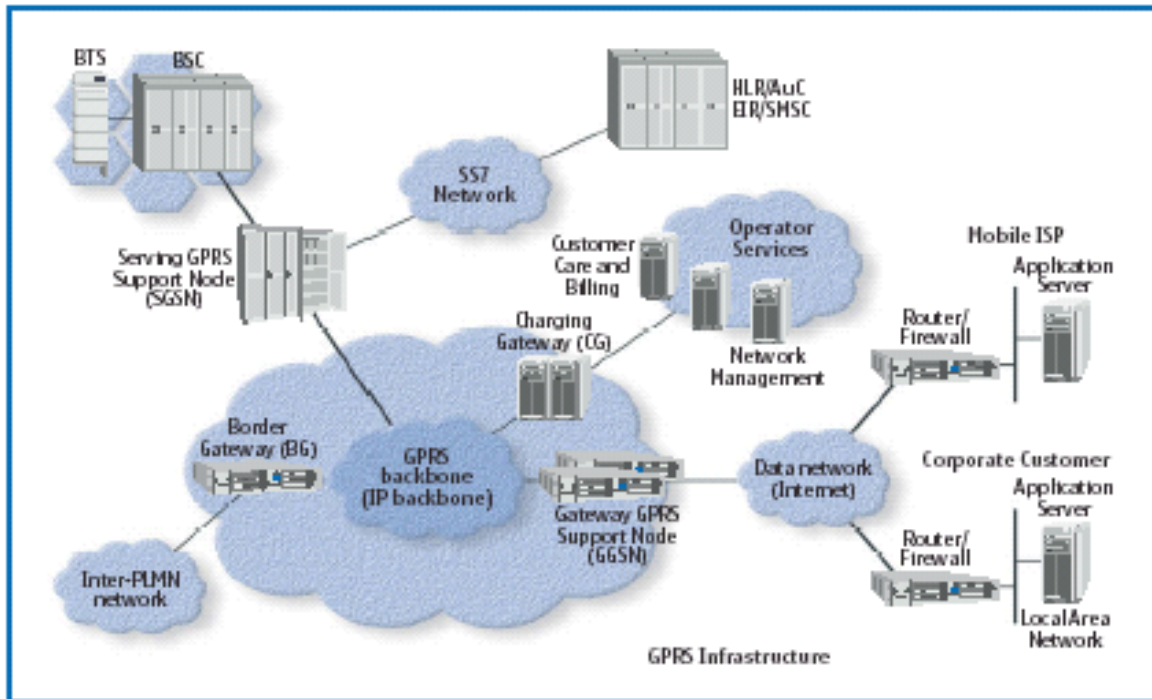 BTS
BSC
HLR/AuC
EIR/SMSC
SS7
Network
Operator
Services
Customer
Care and
Billing
Mobile ISP
Application
Server
Serving GPRS
Support Node
(SGSN)
Charging
Gateway (CG)
Router/
Firewall
Network
Management
Border
Gateway (BG)
GPRS
backbone
(IP backbone)
Data network
(Internet)
Corporate Customer
Application
Server
Gateway GPRS
Support Node
(GGSN)
Router/
Firewall
Inter-PLMN
network
Local Area
Network
GPRS Infrastructure